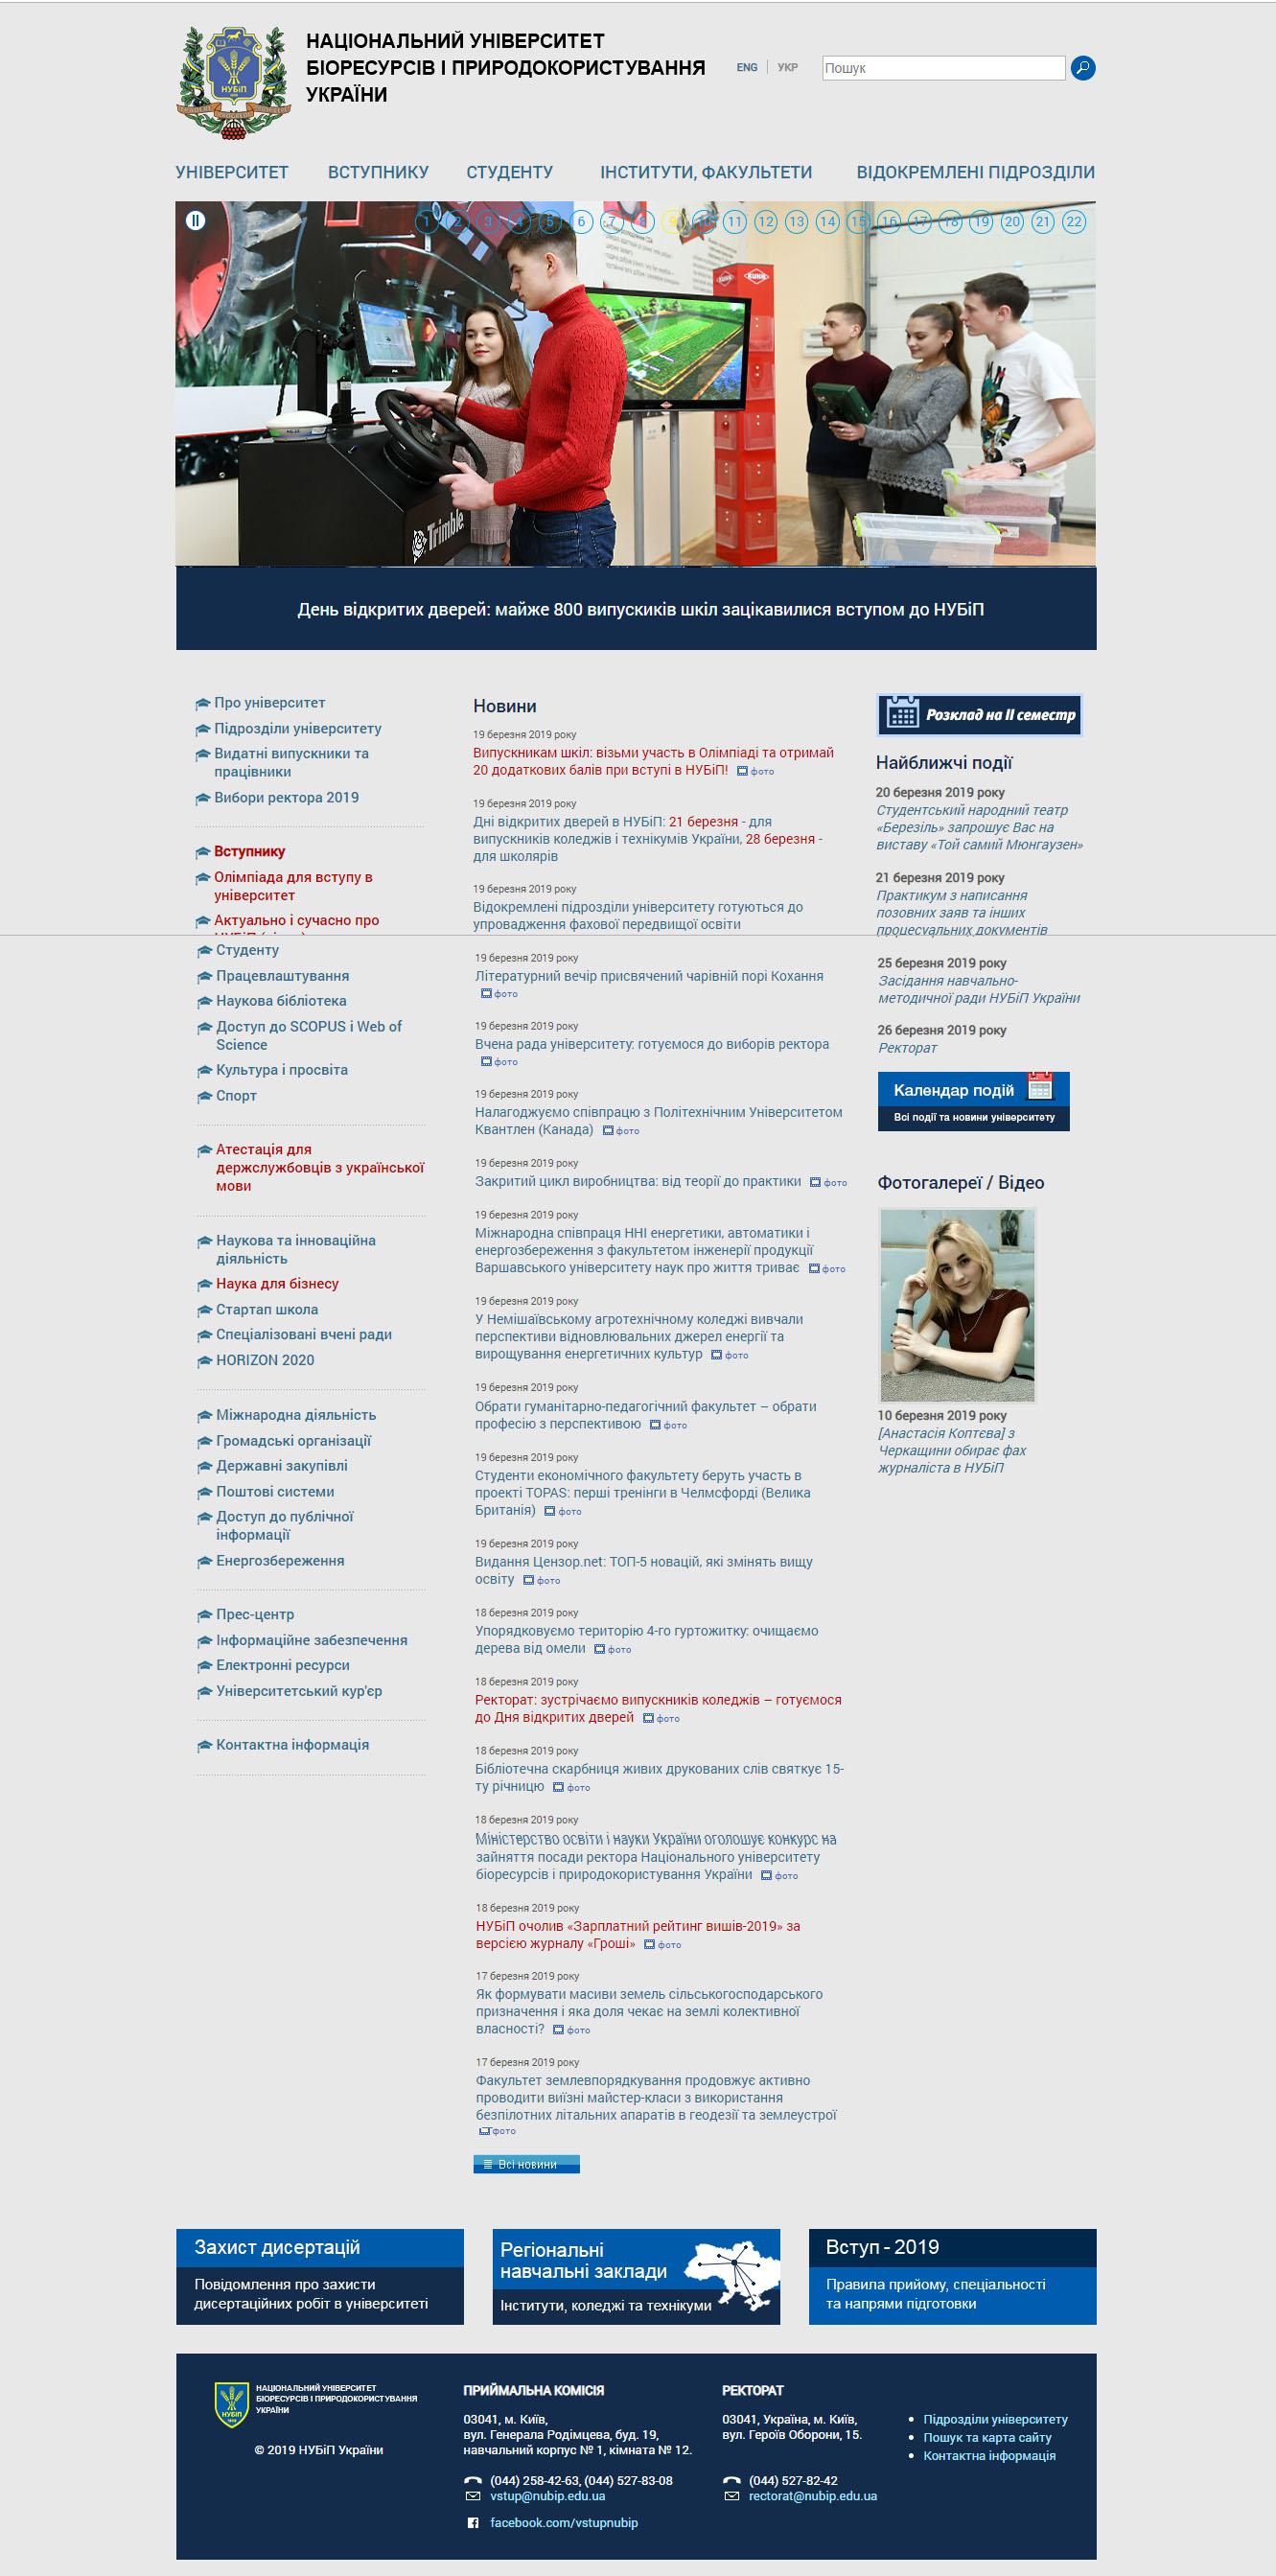 НАЦІОНАЛЬНИЙ УНІВЕРСИТЕТ
БІОРЕСУРСІВ І ПРИРОДОКОРИСТУВАННЯ
УКРАЇНИ
НУБіП
ENG
УКР
Пошук
УНІВЕРСИТЕТ
ВСТУПНИКУ
СТУДЕНТУ
ІНСТИТУТИ, ФАКУЛЬТЕТИ
ВІДОКРЕМЛЕНІ ПІДРОЗДІЛИ
1 2 3 4 5 6 7 8 9 10 11 12 13 14 15 16 17 18 19 20 21 22
KUHN
KUHN
Trimble
День відкритих дверей: майже 800 випускиків шкіл зацікавилися вступом до НУБіП
Про університет
Підрозділи університету
Видатні випускники та
працівники
Вибори ректора 2019
Вступнику
Олімпіада для вступу в
університет
Актуально і сучасно про
Студенту
Працевлаштування
Наукова бібліотека
Доступ до SCOPUS і Web of
Science
Культура і просвіта
Спорт
Атестація для
держслужбовців з української
мови
Наукова та інноваційна
діяльність
Наука для бізнесу
Стартап школа
Спеціалізовані вчені ради
HORIZON 2020
Міжнародна діяльність
Громадські організації
Державні закупівлі
Поштові системи
Доступ до публічної
інформації
Енергозбереження
Прес-центр
Інформаційне забезпечення
Електронні ресурси
Університетський кур'єр
Контактна інформація
Новини
19 березня 2019 року
Випускникам шкіл: візьми участь в Олімпіаді та отримай
20 додаткових балів при вступі в НУБіП! фото
19 березня 2019 року
Дні відкритих дверей в НУБіП: 21 березня - для
випускників коледжів і технікумів України, 28 березня -
для школярів
19 березня 2019 року
Відокремлені підрозділи університету готуються до
упровадження фахової передвищої освіти
19 березня 2019 року
Літературний вечір присвячений чарівній порі Кохання
фото
19 березня 2019 року
Вчена рада університету: готуємося до виборів ректора
фото
19 березня 2019 року
Налагоджуємо співпрацю з Політехнічним Університетом
Квантлен (Канада) фото
19 березня 2019 року
Закритий цикл виробництва: від теорії до практики фото
19 березня 2019 року
Міжнародна співпраця ННІ енергетики, автоматики і
енергозбереження з факультетом інженерії продукції
Варшавського університету наук про життя триває фото
19 березня 2019 року
У Немішаївському агротехнічному коледжі вивчали
перспективи відновлювальних джерел енергії та
вирощування енергетичних культур фото
19 березня 2019 року
Обрати гуманітарно-педагогічний факультет – обрати
професію з перспективою фото
19 березня 2019 року
Студенти економічного факультету беруть участь в
проекті TOPAS: перші тренінги в Челмсфорді (Велика
Британія) фото
19 березня 2019 року
Видання Цензор.net: ТОП-5 новацій, які змінять вищу
освіту фото
18 березня 2019 року
Упорядковуємо територію 4-го гуртожитку: очищаємо
дерева від омели фото
18 березня 2019 року
Ректорат: зустрічаємо випускників коледжів – готуємося
до Дня відкритих дверей фото
18 березня 2019 року
Бібліотечна скарбниця живих друкованих слів святкує 15-
ту річницю фото
18 березня 2019 року
Міністерство освіти і науки України оголошує конкурс на
зайняття посади ректора Національного університету
біоресурсів і природокористування України фото
18 березня 2019 року
НУБіП очолив «Зарплатний рейтинг вишів-2019» за
версією журналу «Гроші» фото
17 березня 2019 року
Як формувати масиви земель сільськогосподарського
призначення і яка доля чекає на землі колективної
власності? фото
17 березня 2019 року
Факультет землевпорядкування продовжує активно
проводити виїзні майстер-класи з використання
безпілотних літальних апаратів в геодезії та землеустрої
фото
Всі новини
Розклад на ІІ семестр
Найближчі події
20 березня 2019 року
Студентський народний театр
«Березіль» запрошує Вас на
виставу «Той самий Мюнгаузен»
21 березня 2019 року
Практикум з написання
позовних заяв та інших
процесуальних документів
25 березня 2019 року
Засідання навчально-
методичної ради НУБіП України
26 березня 2019 року
Ректорат
Календар подій
Всі події та новини університету
Фотогалереї / Відео
10 березня 2019 року
[Анастасія Коптєва] з
Черкащини обирає фах
журналіста в НУБіП
Захист дисертацій
Повідомлення про захисти
дисертаційних робіт в університеті
Регіональні
навчальні заклади
Інститути, коледжі та технікуми
Вступ - 2019
Правила прийому, спеціальності
та напрями підготовки
НУБіП
НАЦІОНАЛЬНИЙ УНІВЕРСИТЕТ
БІОРЕСУРСІВ І ПРИРОДОКОРИСТУВАННЯ
УКРАЇНИ
© 2019 НУБіП України
ПРИЙМАЛЬНА КОМІСІЯ
03041, м. Київ,
вул. Генерала Родімцева, буд. 19,
навчальний корпус № 1, кімната № 12.
(044) 258-42-63, (044) 527-83-08
vstup@nubip.edu.ua
facebook.com/vstupnubip
РЕКТОРАТ
03041, Україна, м. Київ,
вул. Героїв Оборони, 15.
(044) 527-82-42
rectorat@nubip.edu.ua
Підрозділи університету
Пошук та карта сайту
Контактна інформація